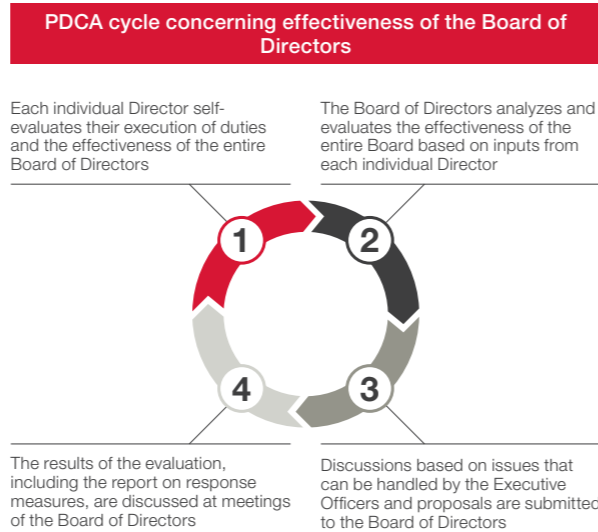 PDCA cycle concerning effectiveness of the Board of
Directors
Each individual Director self-
evaluates their execution of duties
and the effectiveness of the entire
Board of Directors
The Board of Directors analyzes and
evaluates the effectiveness of the
entire Board based on inputs from
each individual Director
1
2
4
3
The results of the evaluation,
including the report on response
measures, are discussed at meetings
of the Board of Directors
Discussions based on issues that
can be handled by the Executive
Officers and proposals are submitted
to the Board of Directors